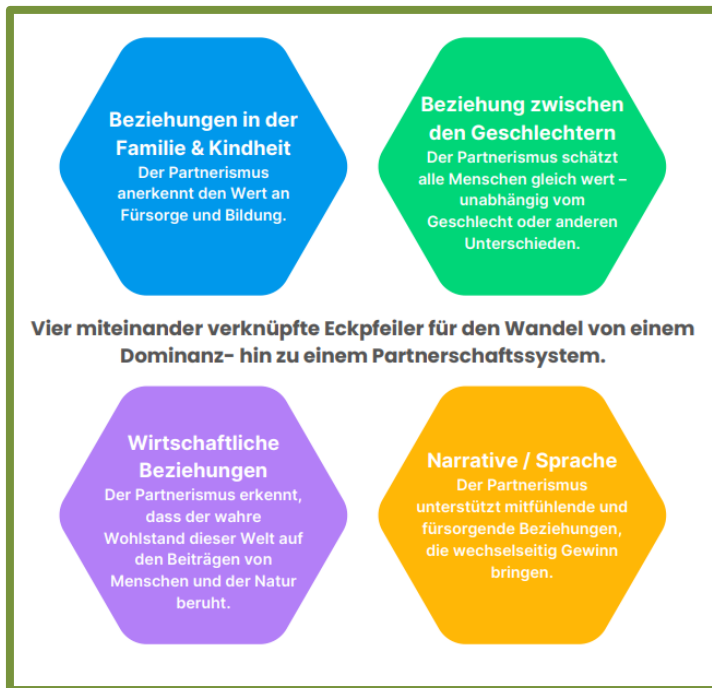 Beziehungen in der
Familie & Kindheit
Der Partnerismus
anerkennt den Wert an
Fürsorge und Bildung.
Beziehung zwischen
den Geschlechtern
Der Partnerismus schätzt
alle Menschen gleich wert –
unabhängig vom
Geschlecht oder anderen
Unterschieden.
Vier miteinander verknüpfte Eckpfeiler für den Wandel von einem
Dominanz- hin zu einem Partnerschaftssystem.
Wirtschaftliche
Beziehungen
Der Partnerismus erkennt,
dass der wahre
Wohlstand dieser Welt auf
den Beiträgen von
Menschen und der Natur
beruht.
Narrative / Sprache
Der Partnerismus
unterstützt mitfühlende und
fürsorgende Beziehungen,
die wechselseitig Gewinn
bringen.